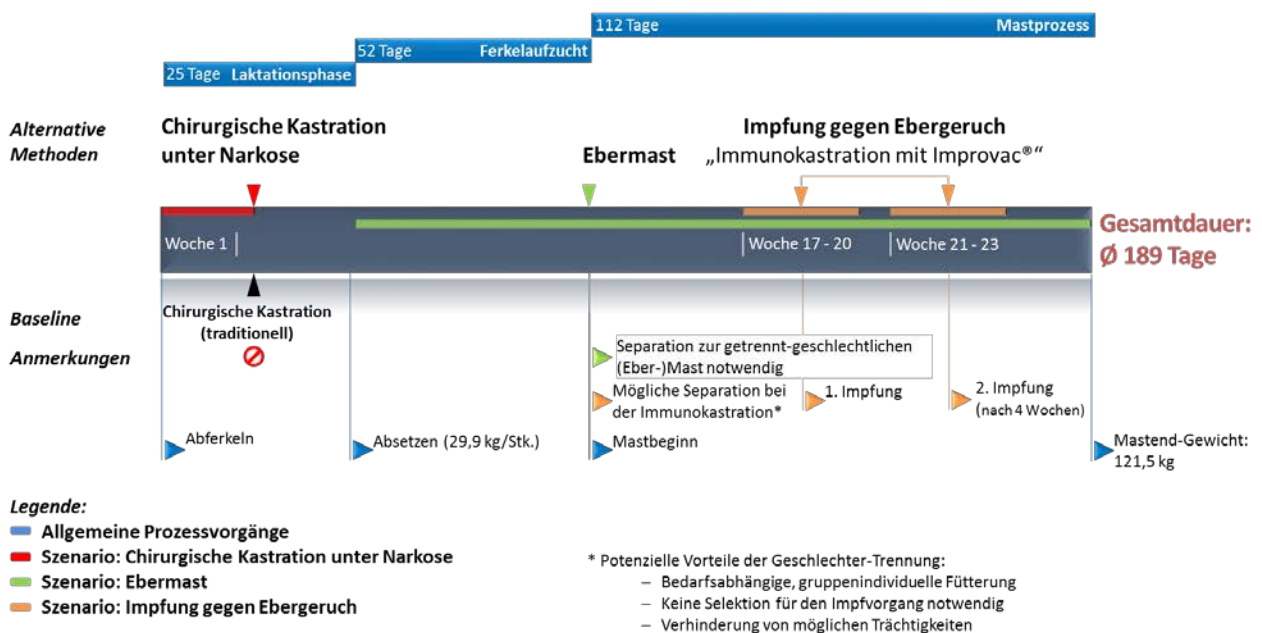 112 Tage Mastprozess
52 Tage Ferkelaufzucht
25 Tage Laktationsphase
Alternative
Methoden
Chirurgische Kastration
unter Narkose
Ebermast
Impfung gegen Ebergeruch
„Immunokastration mit Improvac®“
Woche 1
Woche 17 - 20
Woche 21 - 23
Gesamtdauer:
Ø 189 Tage
Baseline
Chirurgische Kastration
(traditionell)
Anmerkungen
Separation zur getrennt-geschlechtlichen
(Eber-)Mast notwendig
Mögliche Separation bei
der Immunokastration*
1. Impfung
2. Impfung
(nach 4 Wochen)
Abferkeln
Absetzen (29,9 kg/Stk.)
Mastbeginn
Mastend-Gewicht:
121,5 kg
Legende:
Allgemeine Prozessvorgänge
Szenario: Chirurgische Kastration unter Narkose
Szenario: Ebermast
Szenario: Impfung gegen Ebergeruch
* Potenzielle Vorteile der Geschlechter-Trennung:
– Bedarfsabhängige, gruppenindividuelle Fütterung
– Keine Selektion für den Impfvorgang notwendig
– Verhinderung von möglichen Trächtigkeiten